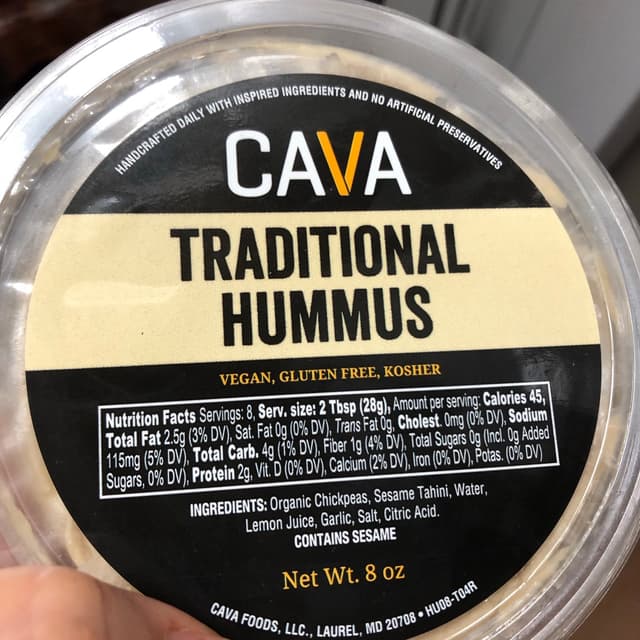 HANDCRAFTED DAILY WITH INSPIRED INGREDIENTS AND NO ARTIFICIAL PRESERVATIVES
CAVA
TRADITIONAL
HUMMUS
VEGAN, GLUTEN FREE, KOSHER
Nutrition Facts Servings: 8, Serv. size: 2 Tbsp (28g), Amount per serving: Calories 45,
Total Fat 2.5g (3% DV), Sat. Fat 0g (0% DV), Trans Fat 0g, Cholest. 0mg (0% DV), Sodium
115mg (5% DV), Total Carb. 4g (1% DV), Fiber 1g (4% DV), Total Sugars 0g (Incl. 0g Added
Sugars, 0% DV), Protein 2g, Vit. D (0% DV), Calcium (2% DV), Iron (0% DV), Potas. (0% DV)
INGREDIENTS: Organic Chickpeas, Sesame Tahini, Water,
Lemon Juice, Garlic, Salt, Citric Acid.
CONTAINS SESAME
Net Wt. 8 oz
CAVA FOODS, LLC., LAUREL, MD 20708 • HU08-T04R